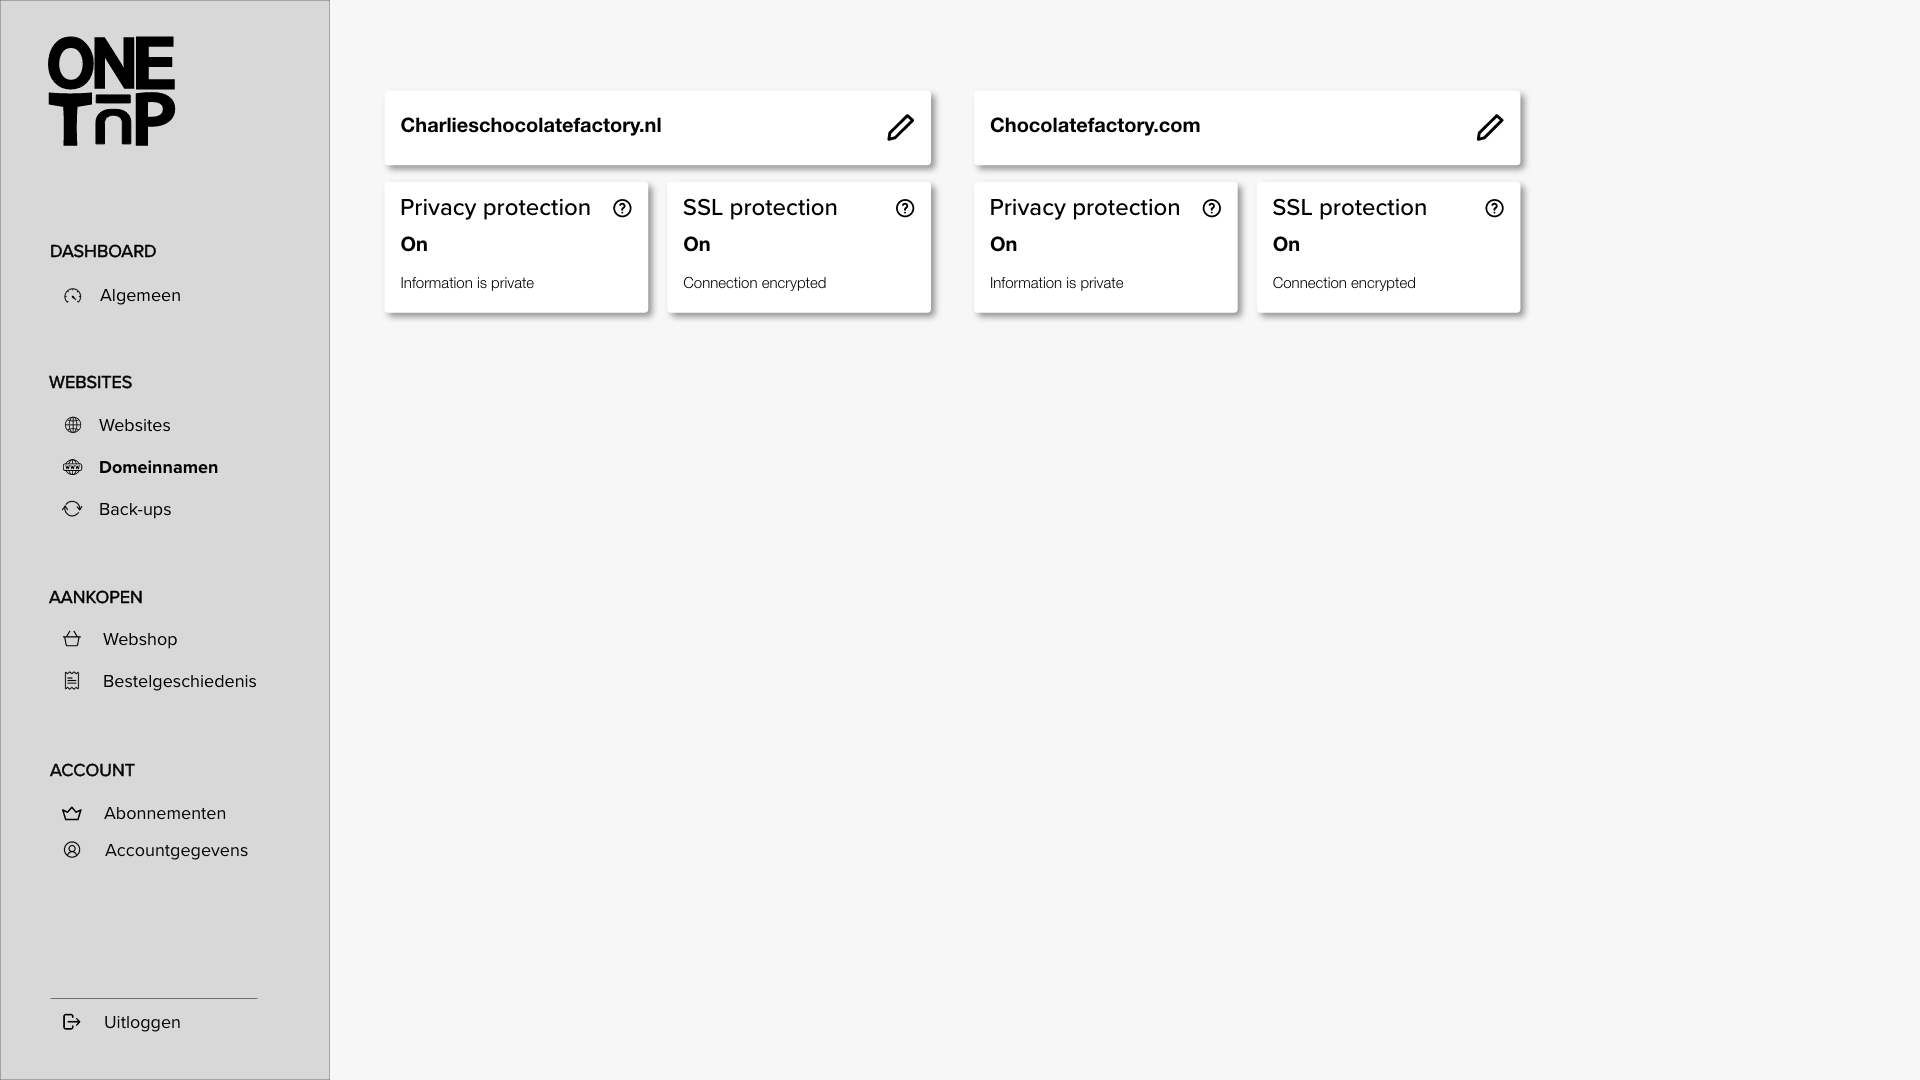 ONE
TAP
DASHBOARD
Algemeen
WEBSITES
Websites
Domeinnamen
Back-ups
AANKOPEN
Webshop
Bestelgeschiedenis
ACCOUNT
Abonnementen
Accountgegevens
Uitloggen
Charlieschocolatefactory.nl
Privacy protection
On
Information is private
SSL protection
On
Connection encrypted
Chocolatefactory.com
Privacy protection
On
Information is private
SSL protection
On
Connection encrypted